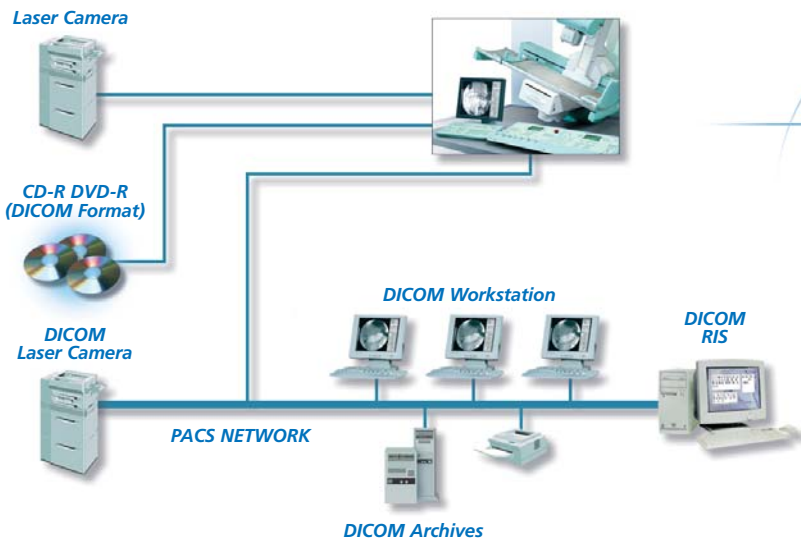 Laser Camera
CD-R DVD-R
(DICOM Format)
DICOM Workstation
DICOM
RIS
DICOM
Laser Camera
PACS NETWORK
DICOM Archives